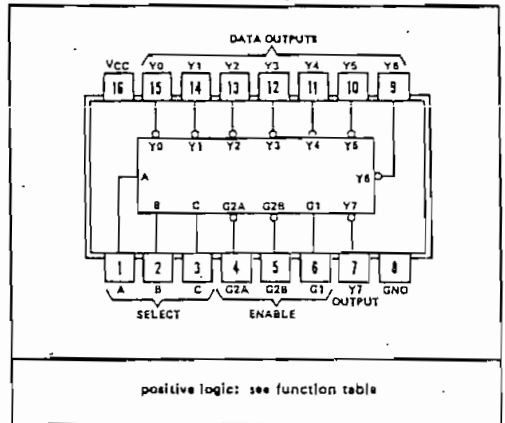 DATA OUTPUTS
VCC Y0 Y1 Y2 Y3 Y4 Y5 Y6
16 15 14 13 12 11 10 9
Y0 Y1 Y2 Y3 Y4 Y5
A Y6
B C G2A G2B G1 Y7
1 2 3 4 5 6 7 8
A B C G2A G2B G1 Y7 GND
OUTPUT
SELECT ENABLE
positive logic: see function table